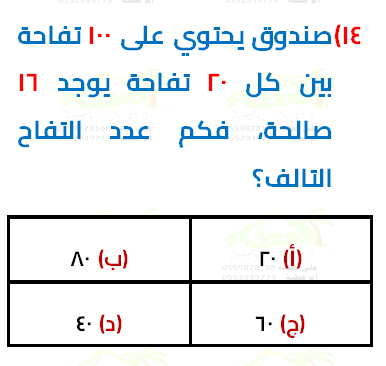 ١٤) صندوق يحتوي على ١٠٠ تفاحة
بين كل ٢٠ تفاحة يوجد ١٦
صالحة، فكم عدد التفاح
التالف؟
(أ) ٢٠
(ب) ٨٠
(ج) ٦٠
(د) ٤٠